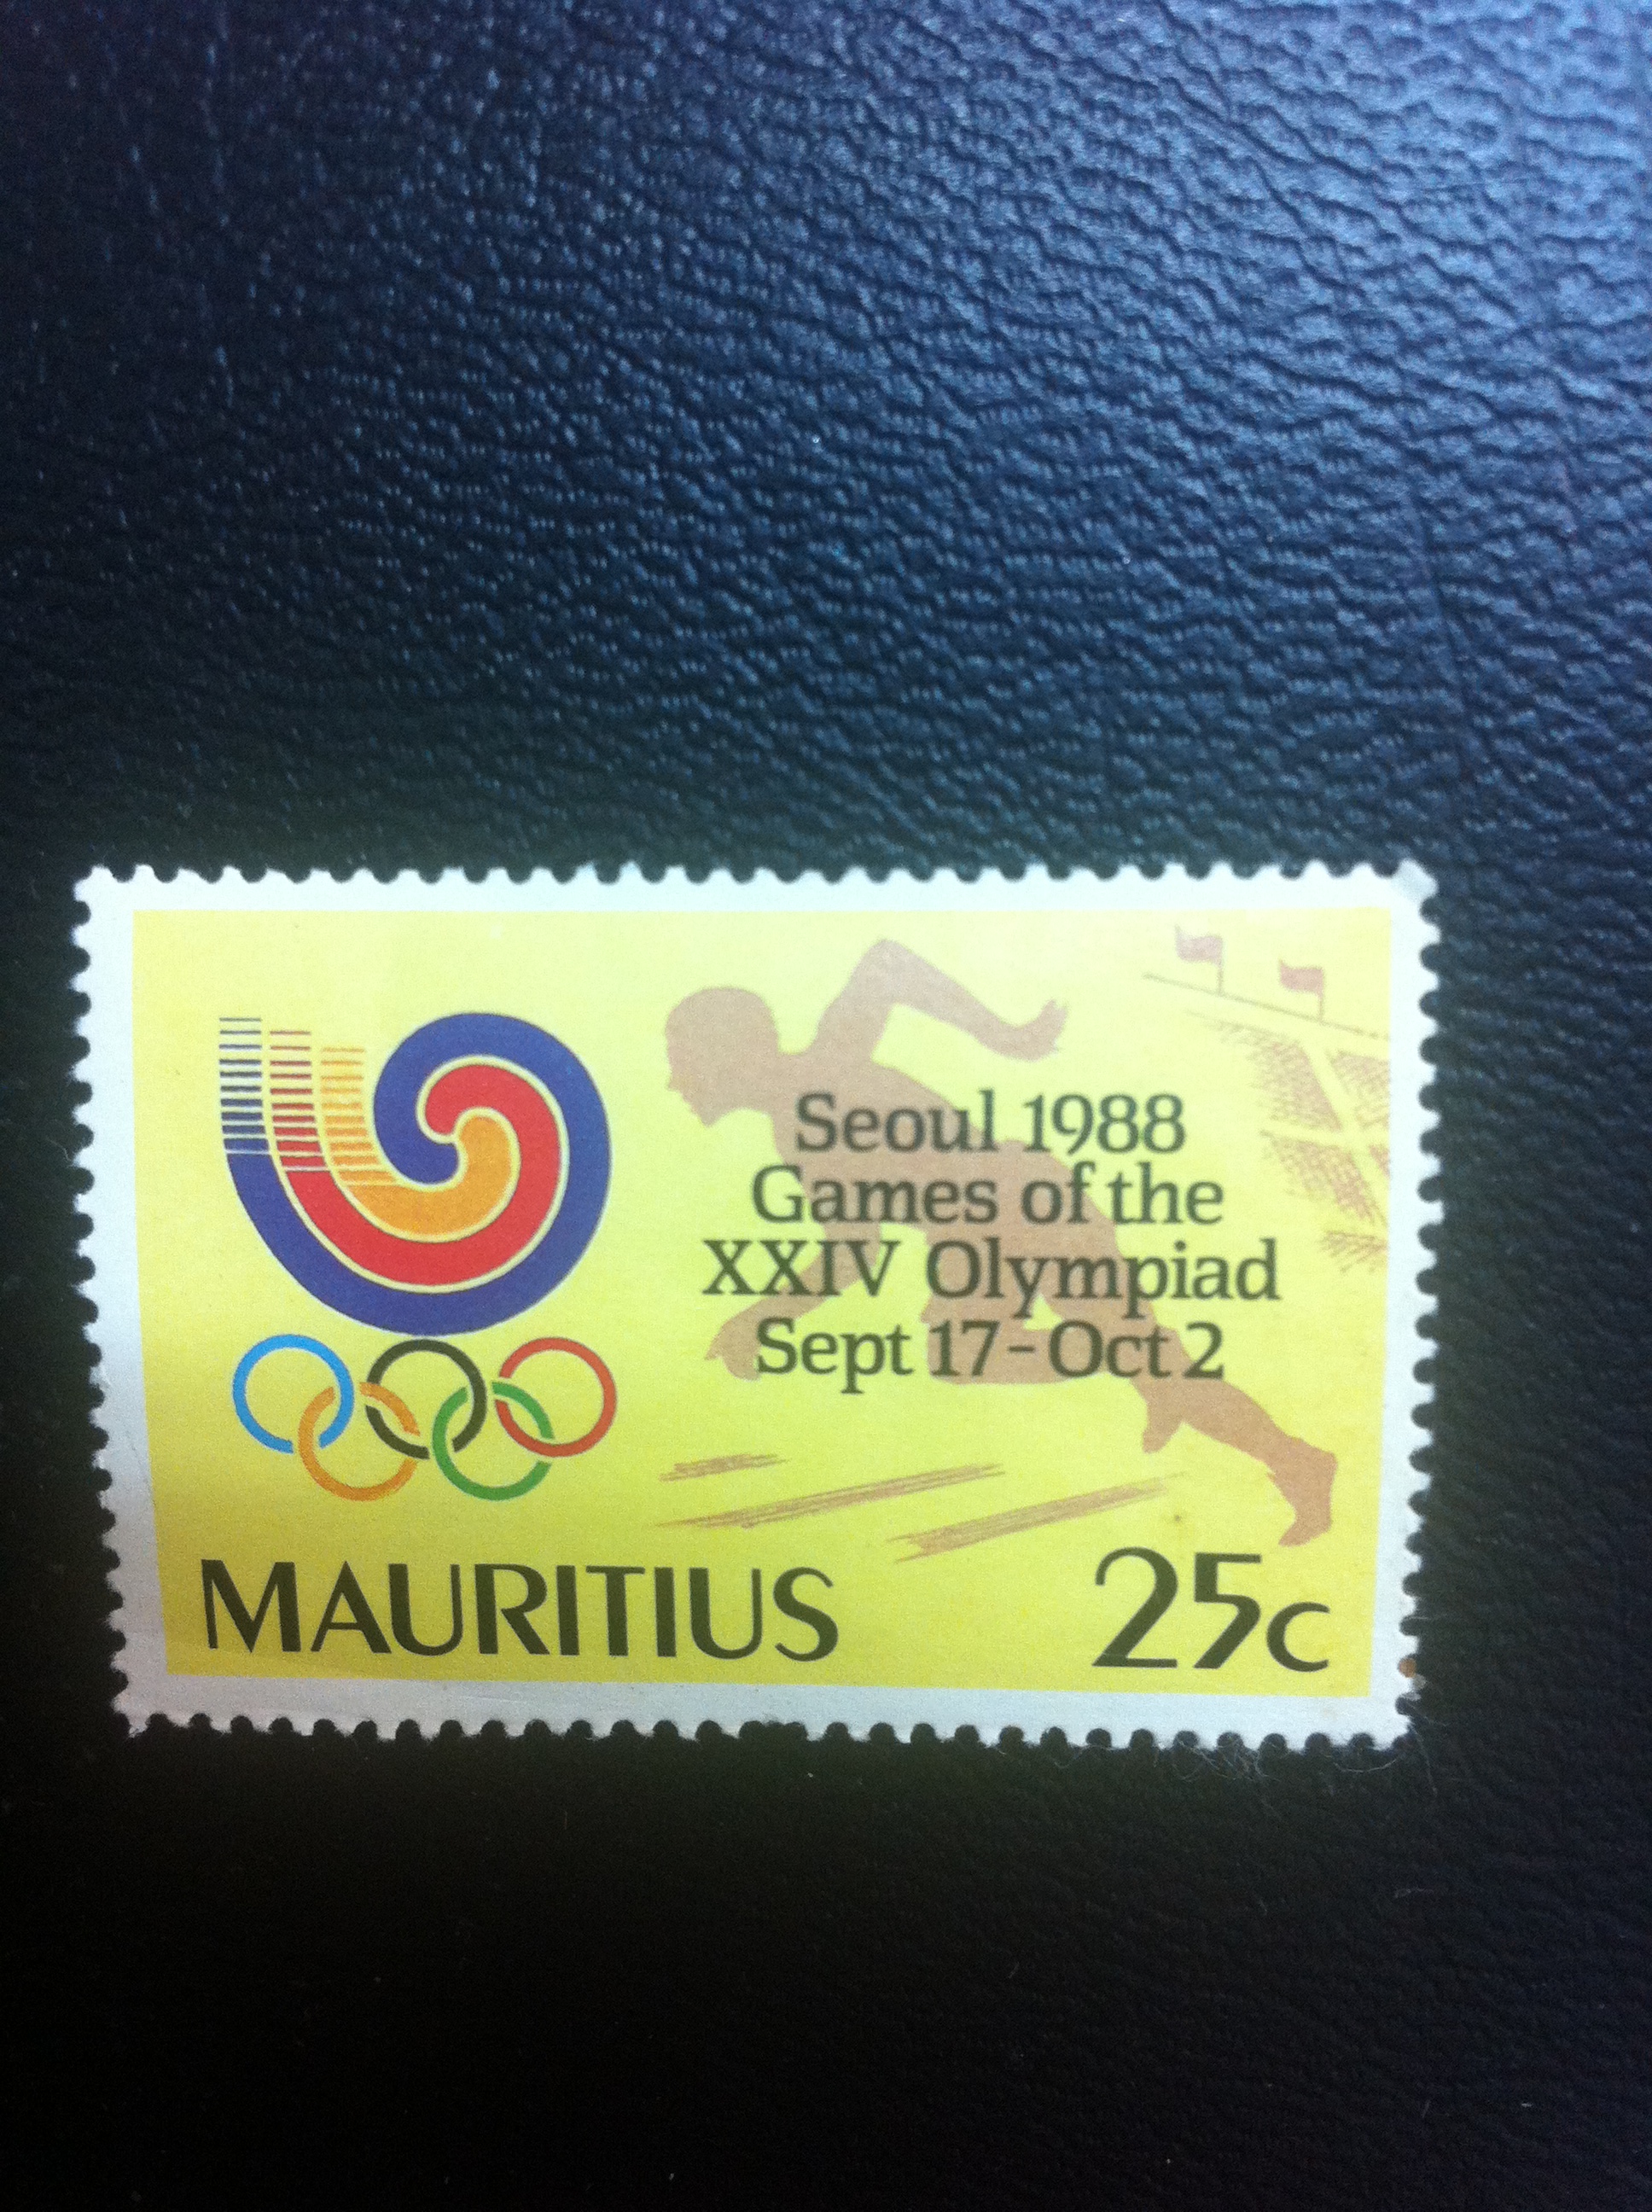 Seoul 1988
Games of the
XXIV Olympiad
Sept 17-Oct 2
MAURITIUS 25c